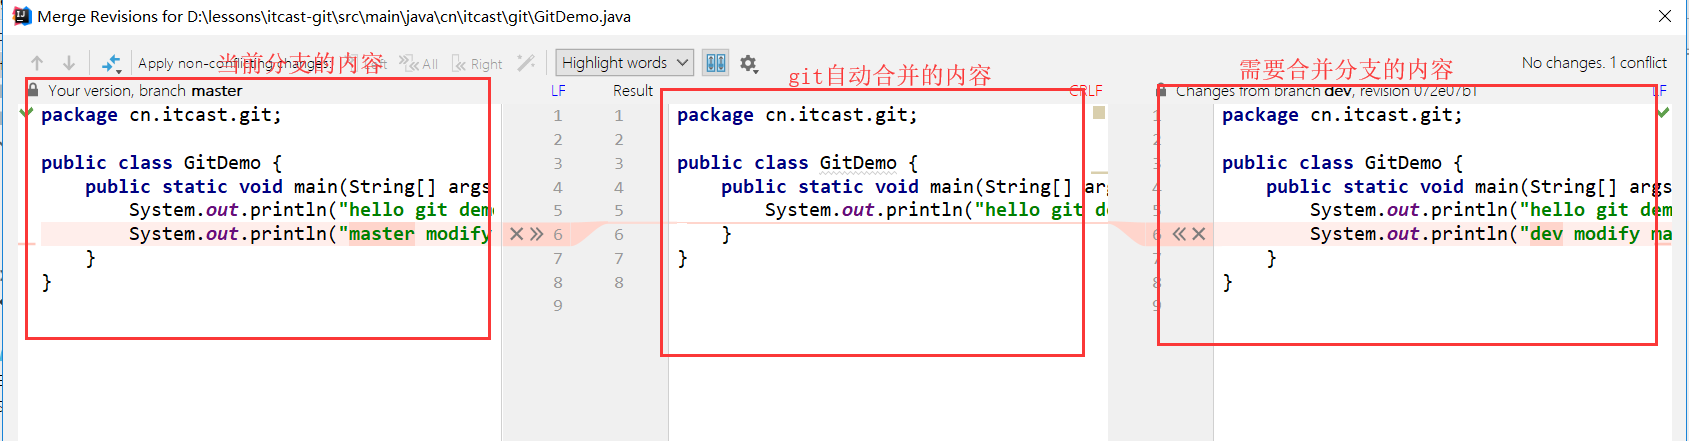 Merge Revisions for D:\lessons\itcast-git\src\main\java\cn\itcast\git\GitDemo.java
Apply non-conflicting changes: Left All Right Highlight words No changes. 1 conflict
当前分支的内容
git自动合并的内容
需要合并分支的内容
Your version, branch master LF
package cn.itcast.git; 1
2
public class GitDemo { 3
public static void main(String[] args 4
System.out.println("hello git dem 5
System.out.println("master modify 6
} 7
} 8
9
Result CRLF
1 package cn.itcast.git;
2
3 public class GitDemo {
4 public static void main(String[] arg
5 System.out.println("hello git d
6 }
7 }
8
Changes from branch dev, revision 072e07b1 LF
1 package cn.itcast.git;
2
3 public class GitDemo {
4 public static void main(String[] args
5 System.out.println("hello git dem
6 System.out.println("dev modify ma
7 }
8 }
9